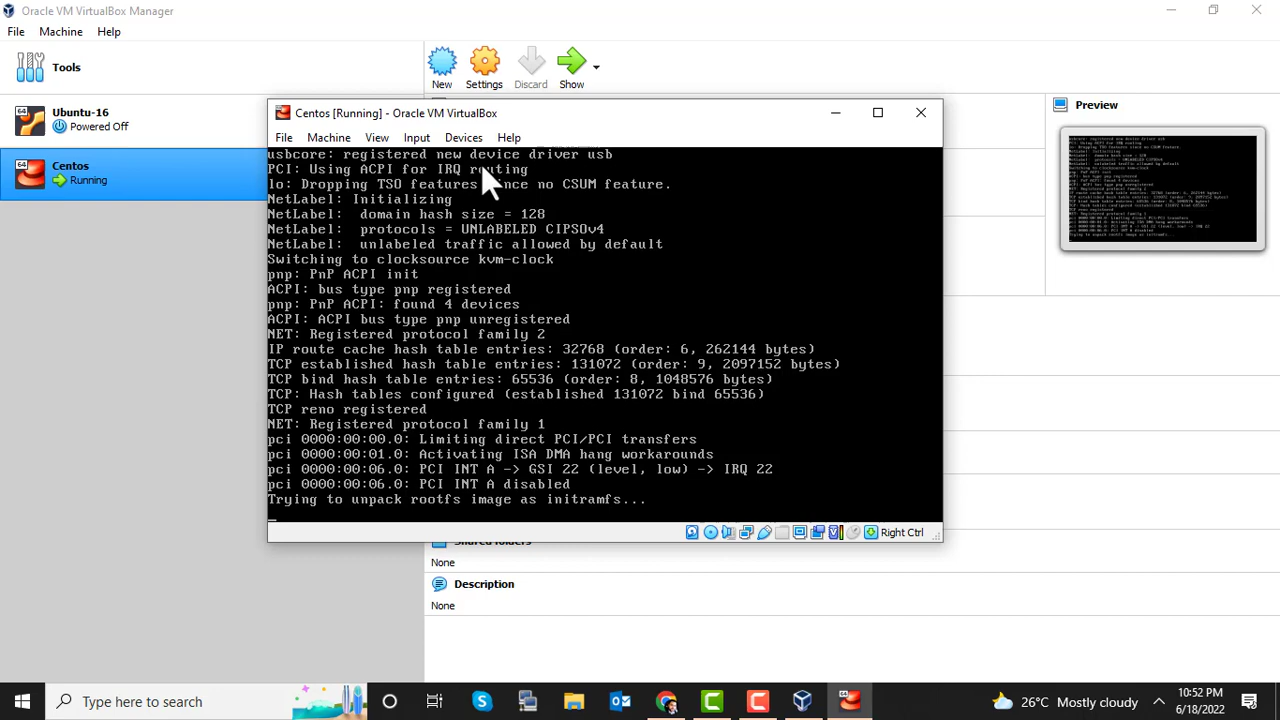 Oracle VM VirtualBox Manager
File Machine Help
Tools
New Settings Discard Show
Ubuntu-16
Powered Off
Centos
Running
Preview
Centos [Running] - Oracle VM VirtualBox
File Machine View Input Devices Help
usbcore: registered new device driver usb
PCI: Using ACPI for IRQ routing
lo: Dropping TSO features since no CSUM feature.
NetLabel: Initializing
NetLabel:  domain hash size = 128
NetLabel:  protocols = UNLABELED CIPSOv4
NetLabel:  unlabeled traffic allowed by default
Switching to clocksource kvm-clock
pnp: PnP ACPI init
ACPI: bus type pnp registered
pnp: PnP ACPI: found 4 devices
ACPI: ACPI bus type pnp unregistered
NET: Registered protocol family 2
IP route cache hash table entries: 32768 (order: 6, 262144 bytes)
TCP established hash table entries: 131072 (order: 9, 2097152 bytes)
TCP bind hash table entries: 65536 (order: 8, 1048576 bytes)
TCP: Hash tables configured (established 131072 bind 65536)
TCP reno registered
NET: Registered protocol family 1
pci 0000:00:00.0: Limiting direct PCI/PCI transfers
pci 0000:00:01.0: Activating ISA DMA hang workarounds
pci 0000:00:06.0: PCI INT A -> GSI 22 (level, low) -> IRQ 22
pci 0000:00:06.0: PCI INT A disabled
Trying to unpack rootfs image as initramfs...
Right Ctrl
Shared folders
None
Description
None
Type here to search
26°C Mostly cloudy
10:52 PM
6/18/2022